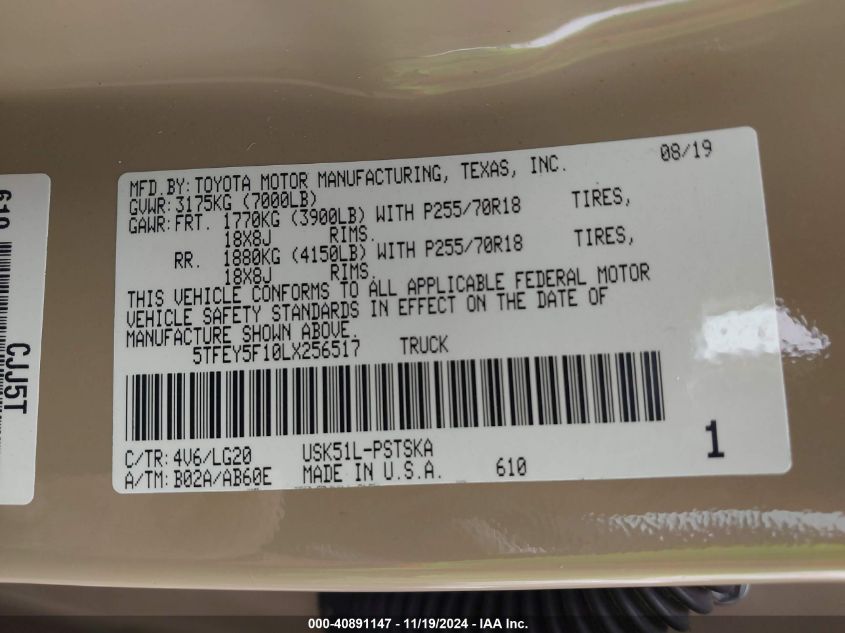 MFD.BY:TOYOTA MOTOR MANUFACTURING, TEXAS, INC. 08/19
GVWR:3175KG (7000LB)
GAWR:FRT. 1770KG (3900LB) WITH P255/70R18 TIRES,
18X8J RIMS.
RR. 1880KG (4150LB) WITH P255/70R18 TIRES,
18X8J RIMS.
THIS VEHICLE CONFORMS TO ALL APPLICABLE FEDERAL MOTOR
VEHICLE SAFETY STANDARDS IN EFFECT ON THE DATE OF
MANUFACTURE SHOWN ABOVE.
5TFEY5F10LX256517 TRUCK
C/TR: 4V6/LG20 USK51L-PSTSKA
A/TM: B02A/AB60E MADE IN U.S.A. 610
1
CJJ5T
000-40891147 - 11/19/2024 - IAA Inc.